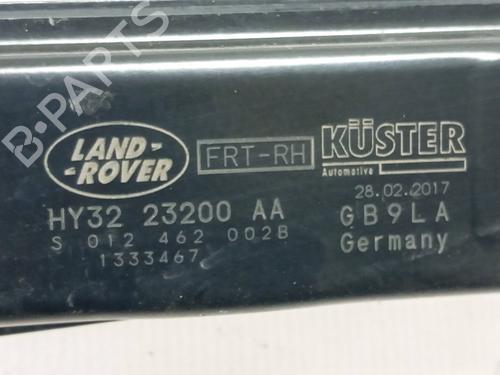 B-PARTS
LAND-
-ROVER
FRT-RH
KÜSTER
Automotive
28.02.2017
HY32 23200 AA
GB9LA
S 012 462 002B
Germany
1333467